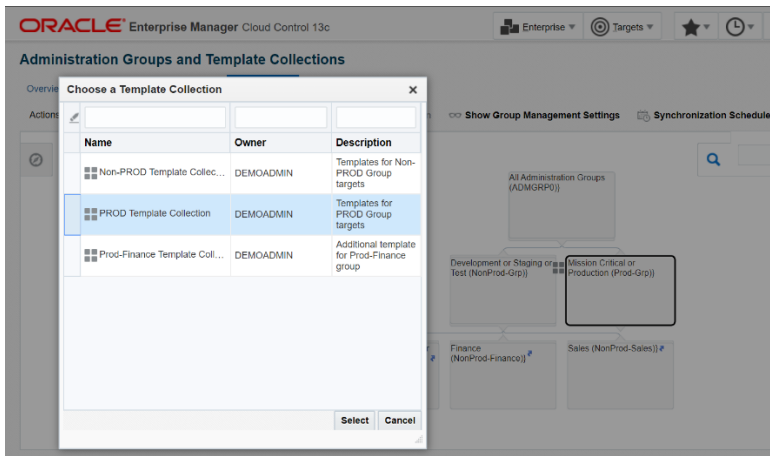 ORACLE Enterprise Manager Cloud Control 13c
Enterprise
Targets
Administration Groups and Template Collections
Overvie
Choose a Template Collection
Actions
Show Group Management Settings
Synchronization Schedule
Name Owner Description
Non-PROD Template Collec... DEMOADMIN Templates for Non-
PROD Group
targets
PROD Template Collection DEMOADMIN Templates for
PROD Group
targets
Prod-Finance Template Coll... DEMOADMIN Additional template
for Prod-Finance
group
Select Cancel
All Administration Groups
(ADMGRP0)]
Development or Staging or
Test (NonProd-Grp)]
Mission Critical or
Production (Prod-Grp)]
Finance
(NonProd-Finance)]
Sales (NonProd-Sales)]